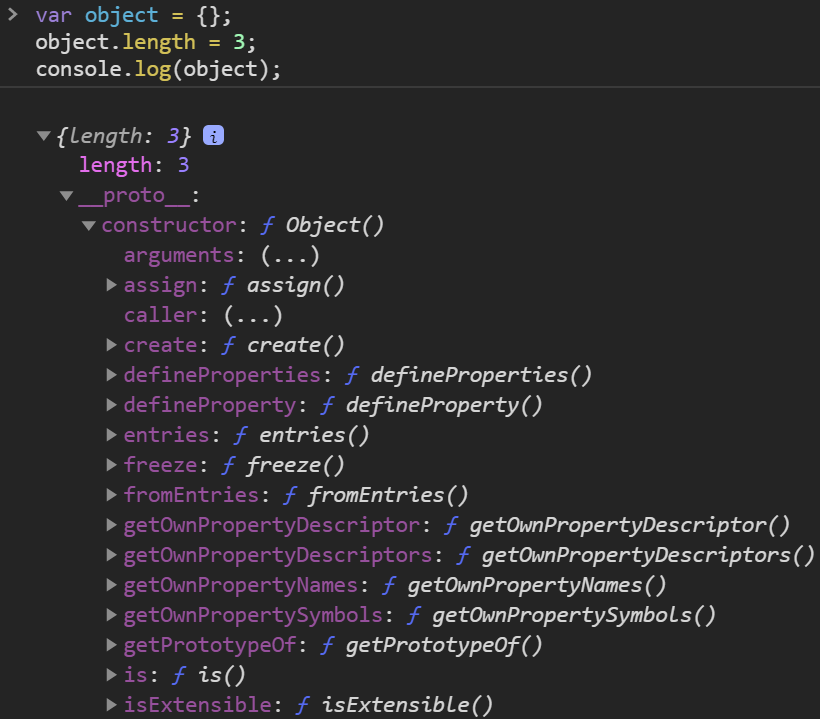 > var object = {};
object.length = 3;
console.log(object);
▼{length: 3} i
length: 3
▼__proto__:
▼constructor: ƒ Object()
arguments: (...)
▶assign: ƒ assign()
caller: (...)
▶create: ƒ create()
▶defineProperties: ƒ defineProperties()
▶defineProperty: ƒ defineProperty()
▶entries: ƒ entries()
▶freeze: ƒ freeze()
▶fromEntries: ƒ fromEntries()
▶getOwnPropertyDescriptor: ƒ getOwnPropertyDescriptor()
▶getOwnPropertyDescriptors: ƒ getOwnPropertyDescriptors()
▶getOwnPropertyNames: ƒ getOwnPropertyNames()
▶getOwnPropertySymbols: ƒ getOwnPropertySymbols()
▶getPrototypeOf: ƒ getPrototypeOf()
▶is: ƒ is()
▶isExtensible: ƒ isExtensible()